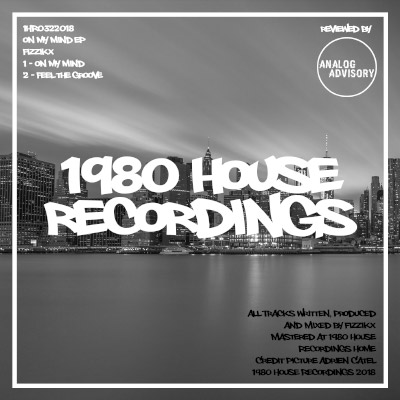 1HR0322018
ON MY MIND EP
FIZZIKX
1 - ON MY MIND
2 - FEEL THE GROOVE
REVIEWED BY
ANALOG
ADVISORY
1980 HOUSE
RECORDINGS
ALL TRACKS WRITTEN, PRODUCED
AND MIXED BY FIZZIKX
MASTERED AT 1980 HOUSE
RECORDINGS HOME
CREDIT PICTURE ADRIEN CATEL
1980 HOUSE RECORDINGS 2018